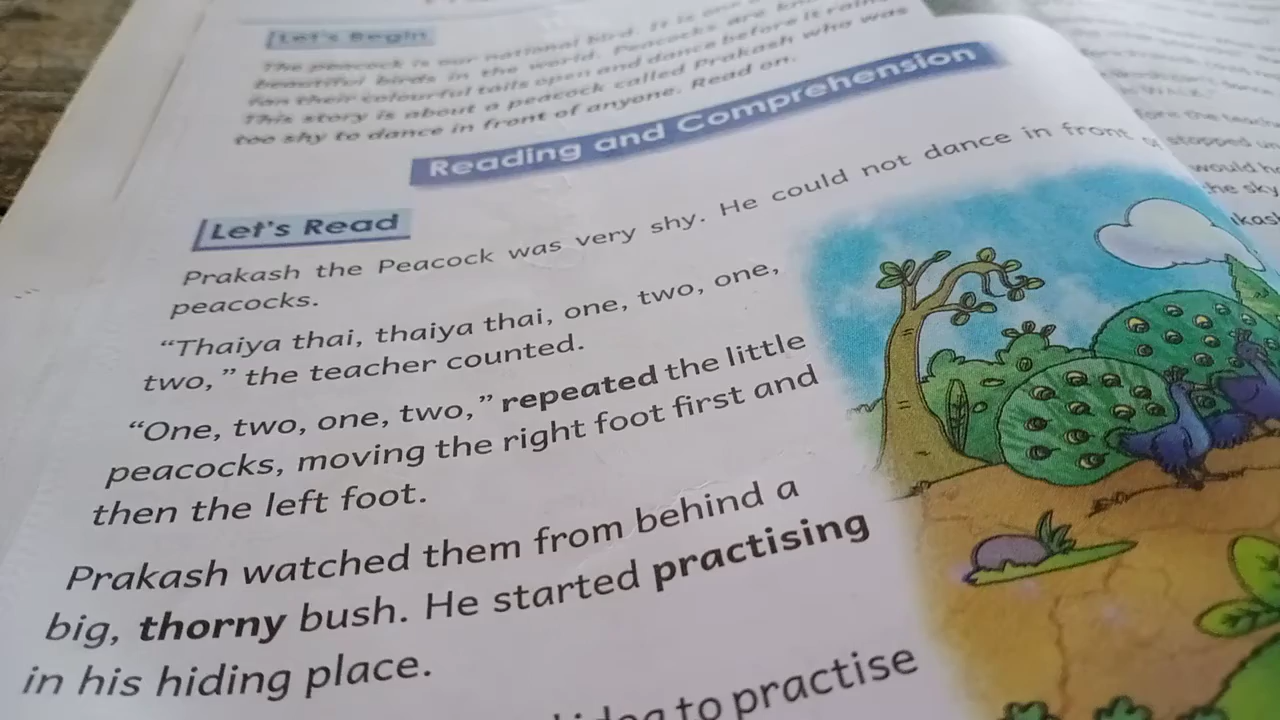 Let's Begin
The peacock is our national bird. It is one
beautiful birds in the world. Peacocks are
fan their colourful tails open and dance before it rains
This story is about a peacock called Prakash who was
too shy to dance in front of anyone. Read on.
Reading and Comprehension
Let's Read
Prakash the Peacock was very shy. He could not dance in front of
peacocks.
“Thaiya thai, thaiya thai, one, two, one,
two, ” the teacher counted.
“One, two, one, two,” repeated the little
peacocks, moving the right foot first and
then the left foot.
Prakash watched them from behind a
big, thorny bush. He started practising
in his hiding place.
to practise
stopped
would
the sky